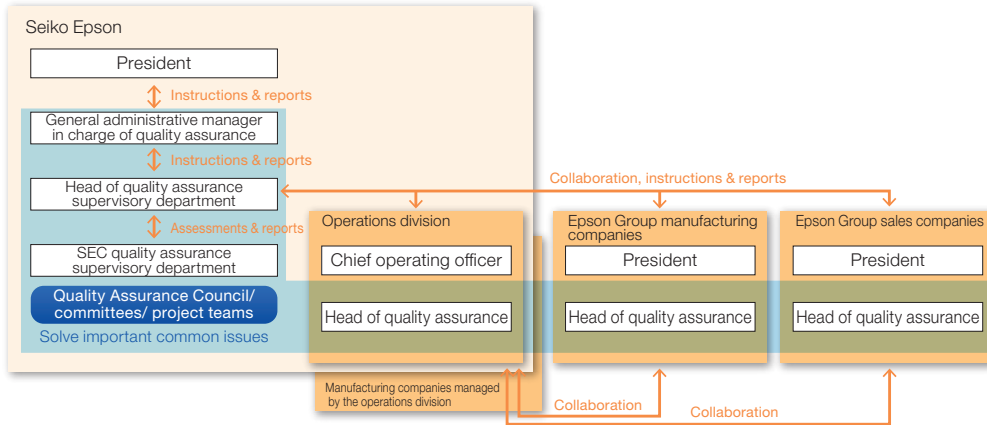 Seiko Epson
President
Instructions & reports
General administrative manager
in charge of quality assurance
Instructions & reports
Head of quality assurance
supervisory department
Assessments & reports
SEC quality assurance
supervisory department
Quality Assurance Council/
committees/ project teams
Solve important common issues
Collaboration, instructions & reports
Operations division
Chief operating officer
Head of quality assurance
Manufacturing companies managed
by the operations division
Epson Group manufacturing
companies
President
Head of quality assurance
Epson Group sales companies
President
Head of quality assurance
Collaboration
Collaboration